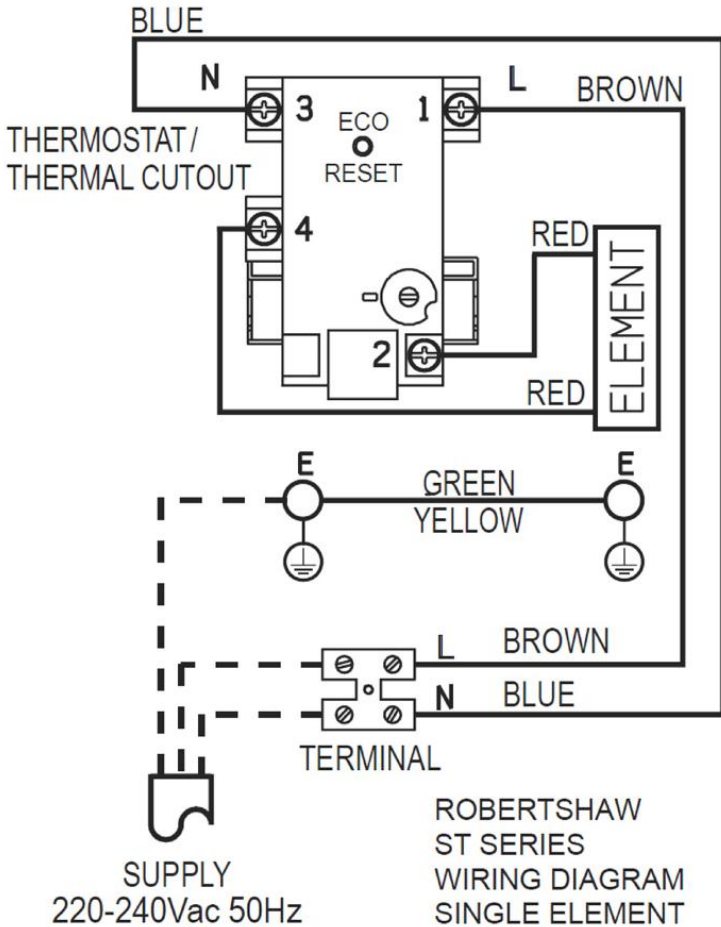 BLUE
N
L
BROWN
3
ECO
1
RESET
THERMOSTAT/
THERMAL CUTOUT
4
RED
ELEMENT
2
RED
E
GREEN
YELLOW
E
L
BROWN
N
BLUE
TERMINAL
SUPPLY
220-240Vac 50Hz
ROBERTSHAW
ST SERIES
WIRING DIAGRAM
SINGLE ELEMENT